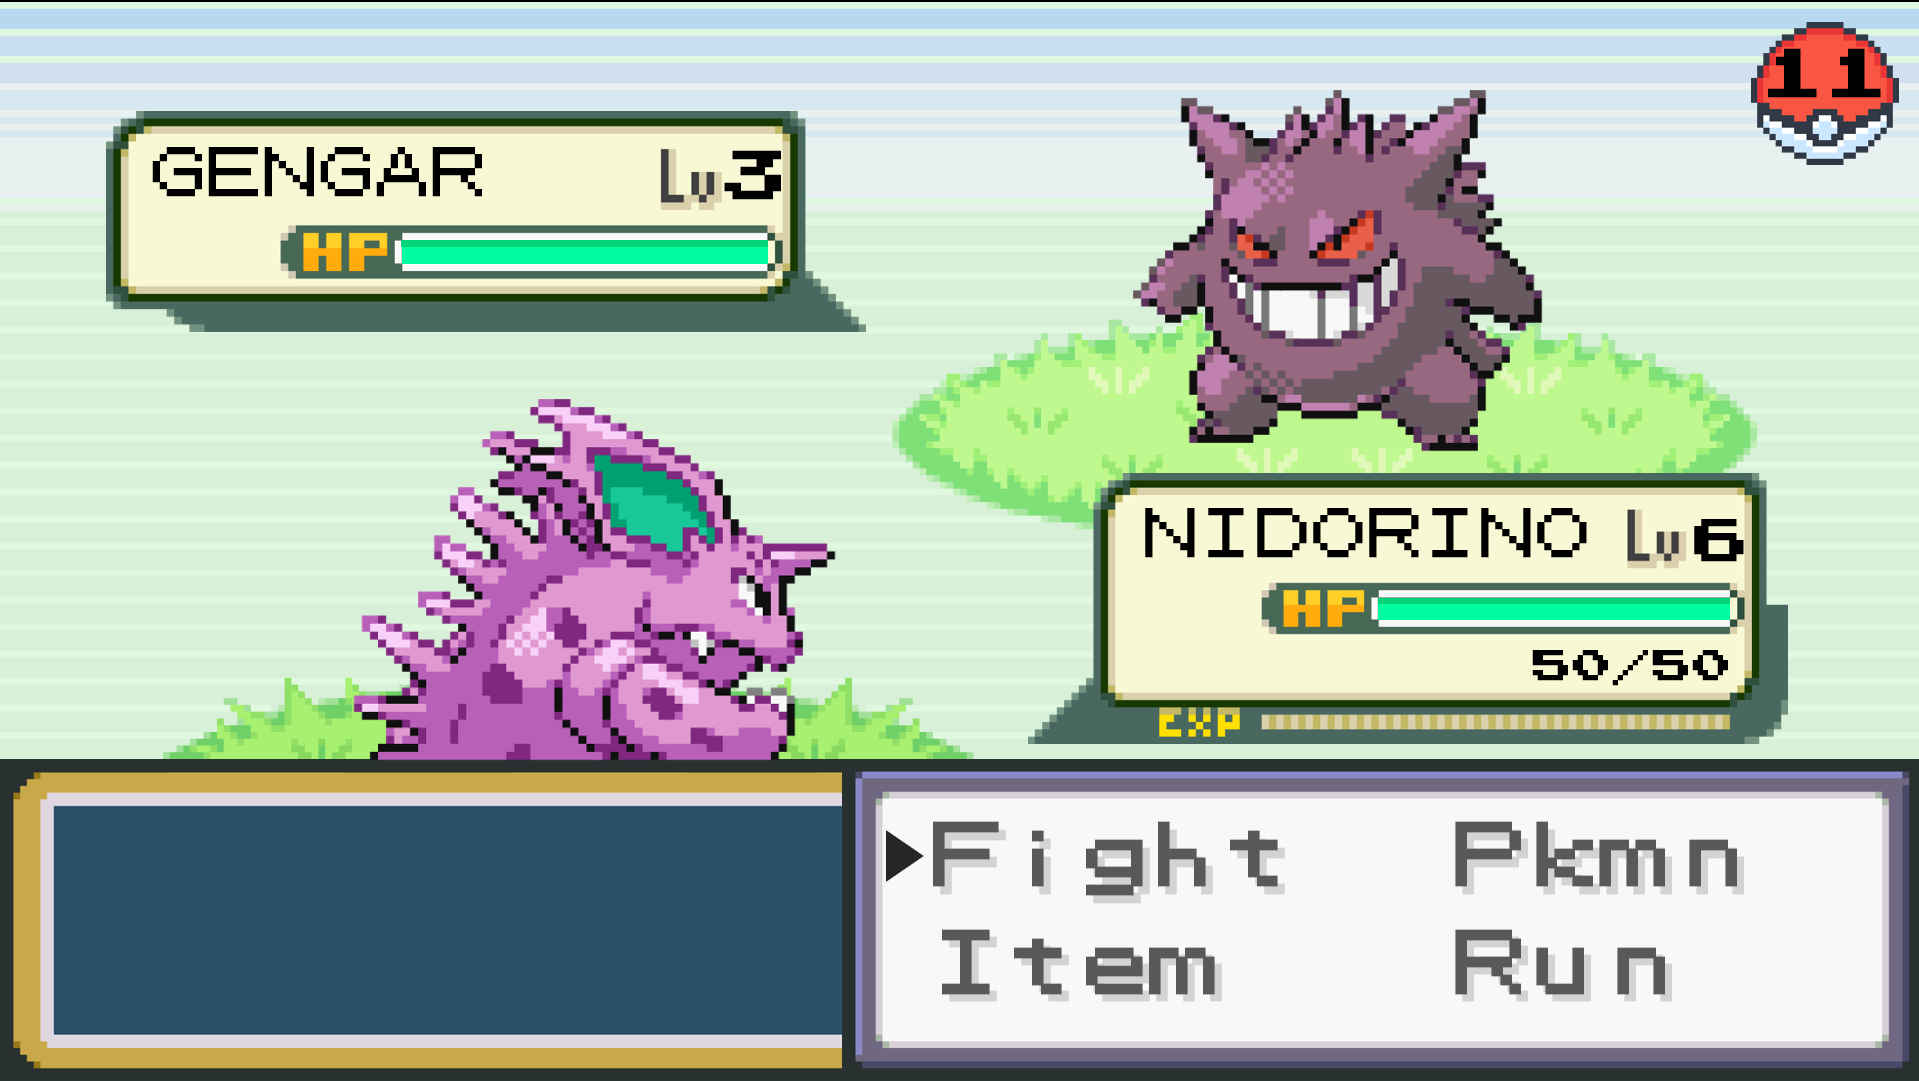 11
GENGAR Lv3
HP
NIDORINO Lv6
HP
50/50
EXP
Fight Pkmn
Item Run